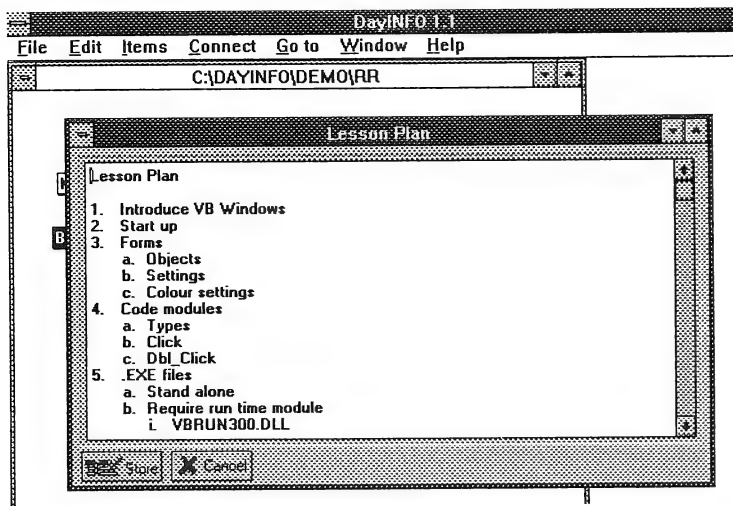 DayINFO 1.1
File Edit Items Connect Go to Window Help
C:\DAYINFO\DEMO\RR
Lesson Plan
Lesson Plan
1. Introduce VB Windows
2. Start up
3. Forms
a. Objects
b. Settings
c. Colour settings
4. Code modules
a. Types
b. Click
c. Dbl_Click
5. .EXE files
a. Stand alone
b. Require run time module
i. VBRUN300.DLL
Store Cancel